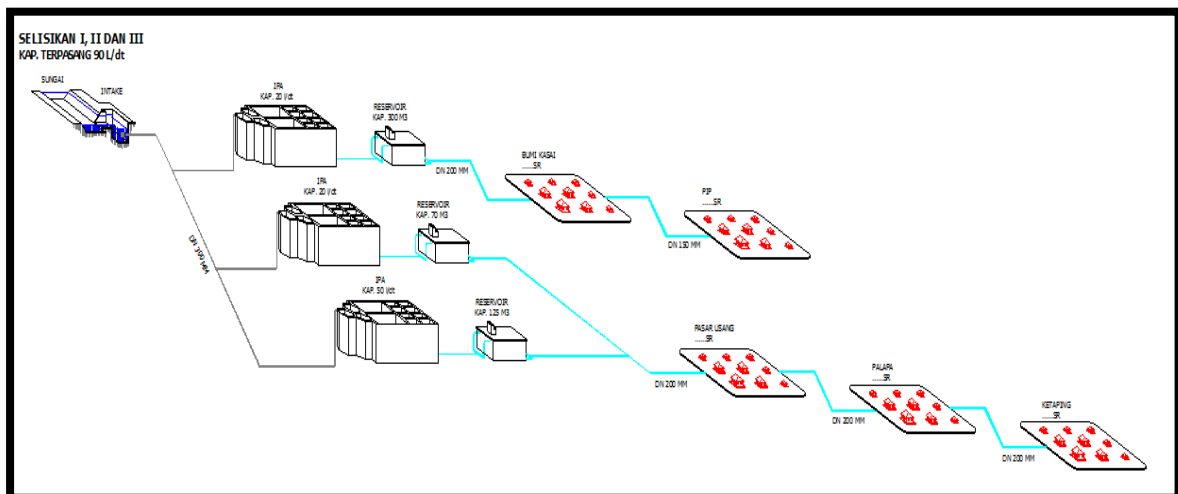 SELISIKAN I, II DAN III
KAP. TERPASANG 90 L/dt
SUNGAI
INTAKE
IPA
KAP. 20 l/dt
RESERVOIR
KAP. 300 M3
DN 200 MM
BUMI KASAI
......SR
PIP
......SR
DN 150 MM
IPA
KAP. 20 l/dt
RESERVOIR
KAP. 70 M3
DN 300 MM
IPA
KAP. 50 l/dt
RESERVOIR
KAP. 125 M3
PASAR USANG
......SR
DN 200 MM
PALAPA
......SR
DN 200 MM
KETAPING
......SR
DN 200 MM